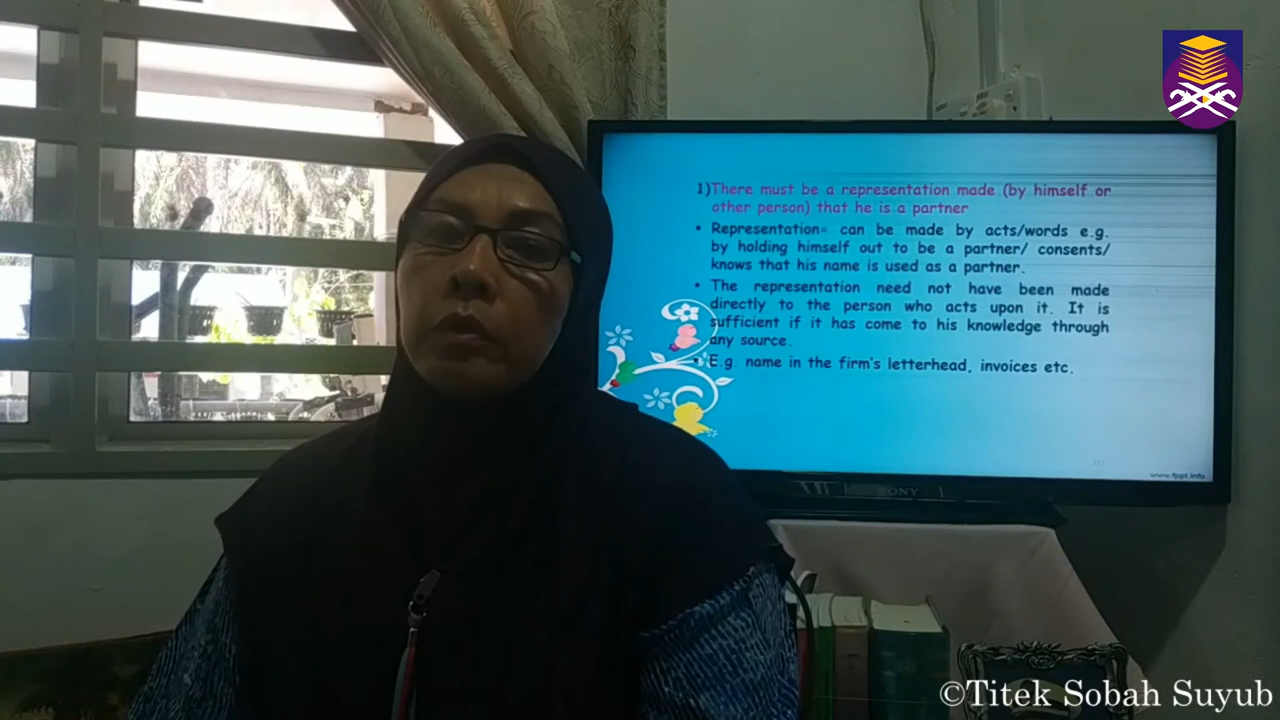 1)There must be a representation made (by himself or
other person) that he is a partner
▪ Representation= can be made by acts/words e.g.
by holding himself out to be a partner/ consents/
knows that his name is used as a partner.
▪ The representation need not have been made
directly to the person who acts upon it. It is
sufficient if it has come to his knowledge through
any source.
▪ E.g. name in the firm's letterhead, invoices etc.
111
www.fppt.info
SONY
©Titek Sobah Suyub